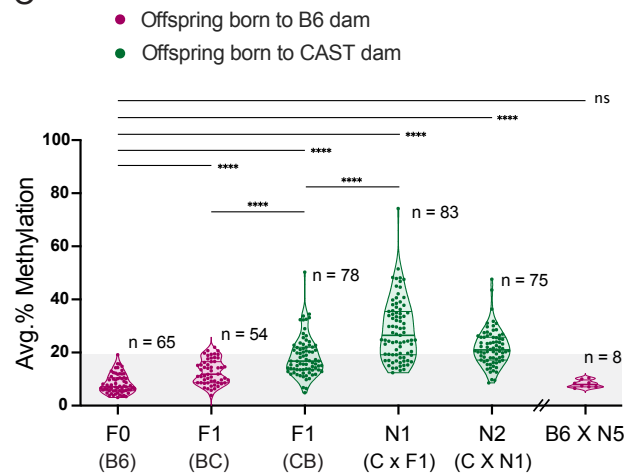 Offspring born to B6 dam
Offspring born to CAST dam
ns
****
****
****
****
****
****
100
80
60
40
20
0
Avg.% Methylation
n = 65
n = 54
n = 78
n = 83
n = 75
n = 8
F0 F1 F1 N1 N2 B6 X N5
(B6) (BC) (CB) (C x F1) (C X N1)